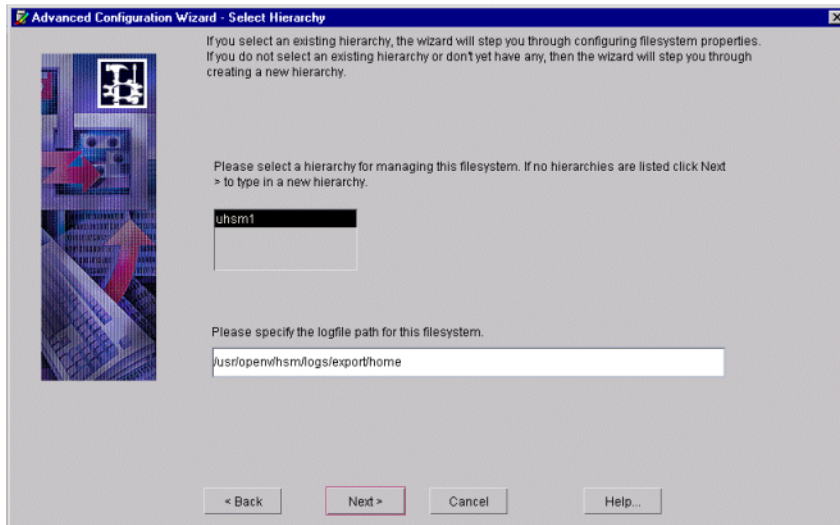 Advanced Configuration Wizard - Select Hierarchy
If you select an existing hierarchy, the wizard will step you through configuring filesystem properties.
If you do not select an existing hierarchy or don't yet have any, then the wizard will step you through
creating a new hierarchy.
Please select a hierarchy for managing this filesystem. If no hierarchies are listed click Next
> to type in a new hierarchy.
uhsm1
Please specify the logfile path for this filesystem.
/usr/openv/hsm/logs/export/home
< Back
Next >
Cancel
Help...